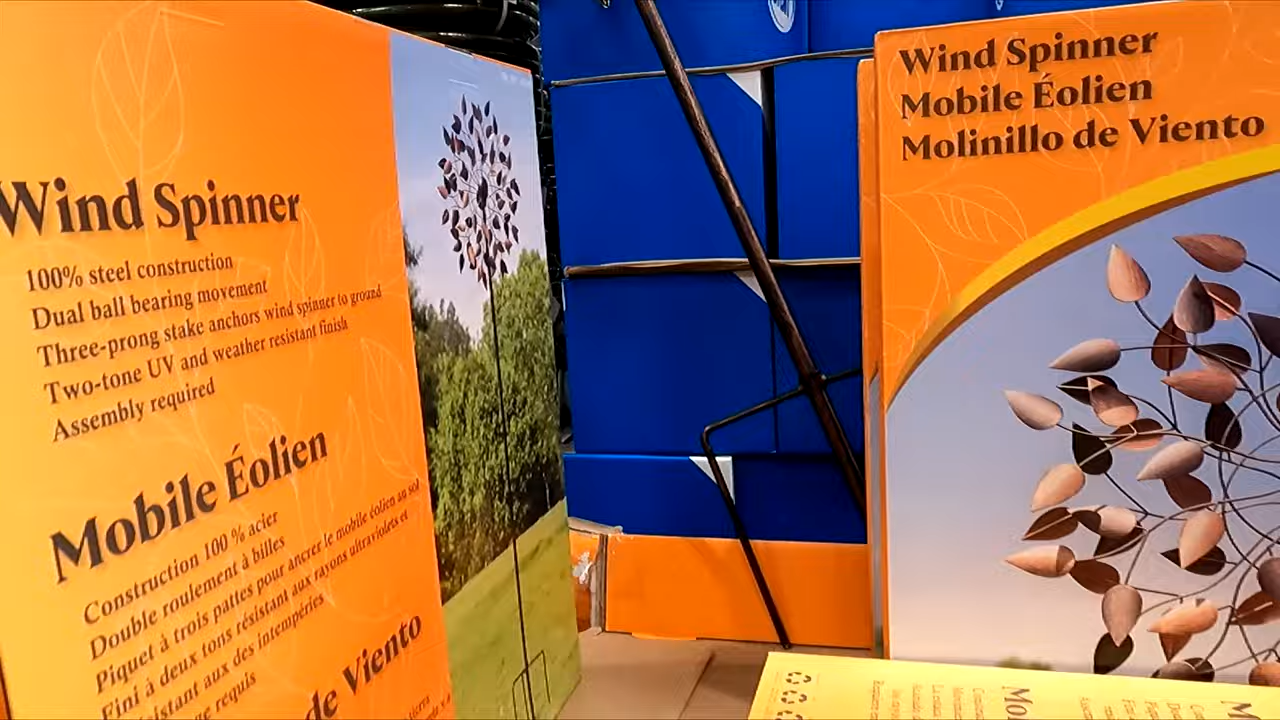 Wind Spinner
100% steel construction
Dual ball bearing movement
Three-prong stake anchors wind spinner to ground
Two-tone UV and weather resistant finish
Assembly required
Mobile Éolien
Construction 100 % acier
Double roulement à billes
Piquet à trois pattes pour ancrer le mobile éolien au sol
Fini à deux tons résistant aux rayons ultraviolets et
résistant aux des intempéries
requis
de Viento
Wind Spinner
Mobile Éolien
Molinillo de Viento